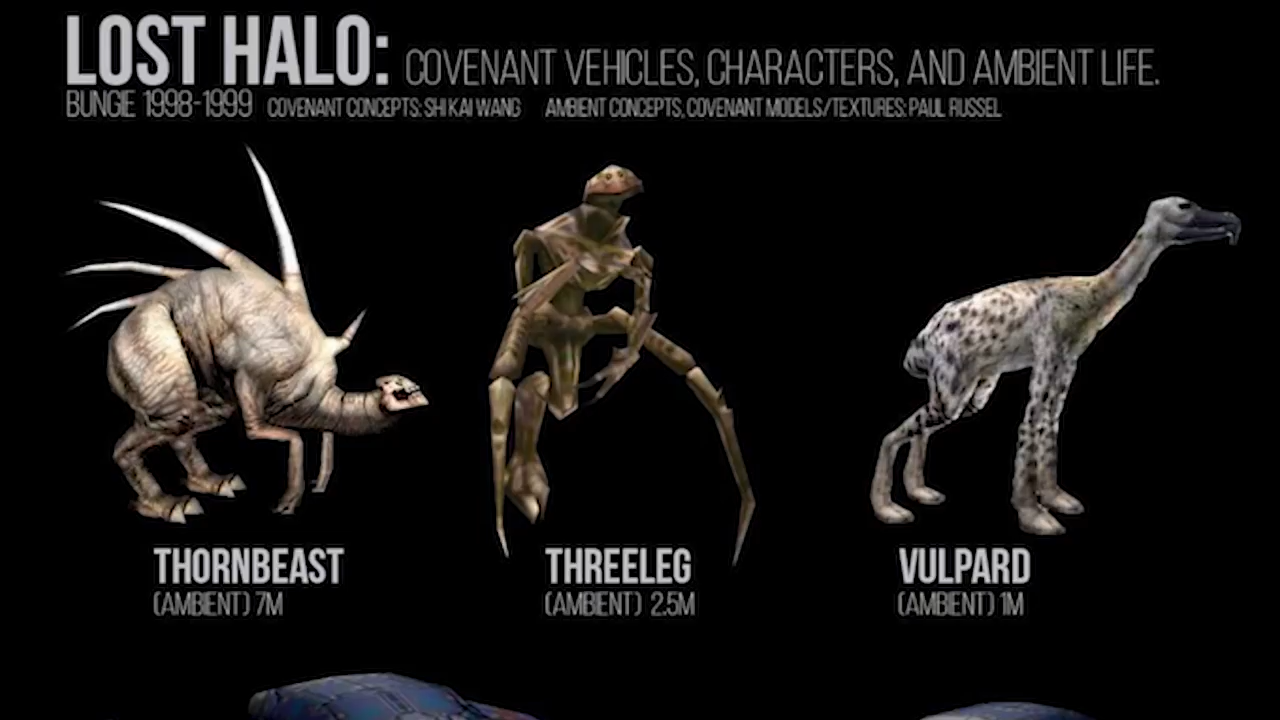 LOST HALO: COVENANT VEHICLES, CHARACTERS, AND AMBIENT LIFE.
BUNGIE 1998-1999 COVENANT CONCEPTS: SHI KAI WANG AMBIENT CONCEPTS, COVENANT MODELS/TEXTURES: PAUL RUSSEL
THORNBEAST
(AMBIENT) 7M
THREELEG
(AMBIENT) 2.5M
VULPARD
(AMBIENT) 1M